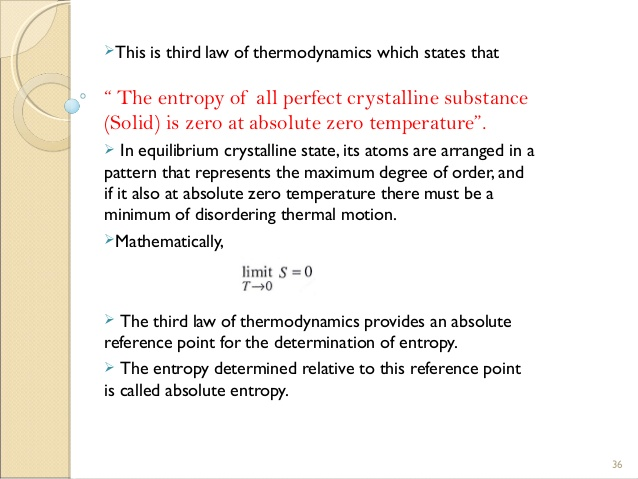 ➢This is third law of thermodynamics which states that
“ The entropy of all perfect crystalline substance
(Solid) is zero at absolute zero temperature”.
➢ In equilibrium crystalline state, its atoms are arranged in a
pattern that represents the maximum degree of order, and
if it also at absolute zero temperature there must be a
minimum of disordering thermal motion.
➢Mathematically,
limit S = 0
T→0
➢ The third law of thermodynamics provides an absolute
reference point for the determination of entropy.
➢ The entropy determined relative to this reference point
is called absolute entropy.
36